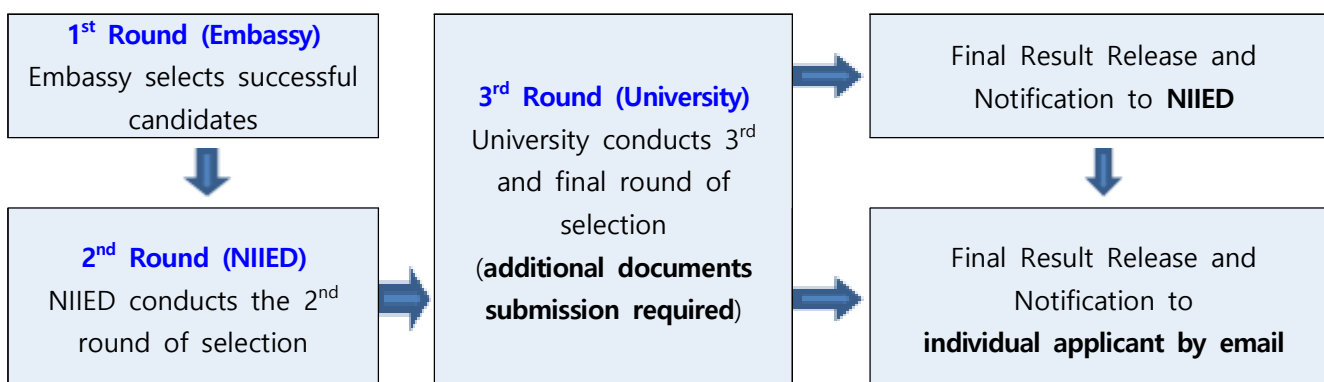 1st Round (Embassy)
Embassy selects successful
candidates
2nd Round (NIIED)
NIIED conducts the 2nd
round of selection
3rd Round (University)
University conducts 3rd
and final round of
selection
(additional documents
submission required)
Final Result Release and
Notification to NIIED
Final Result Release and
Notification to
individual applicant by email